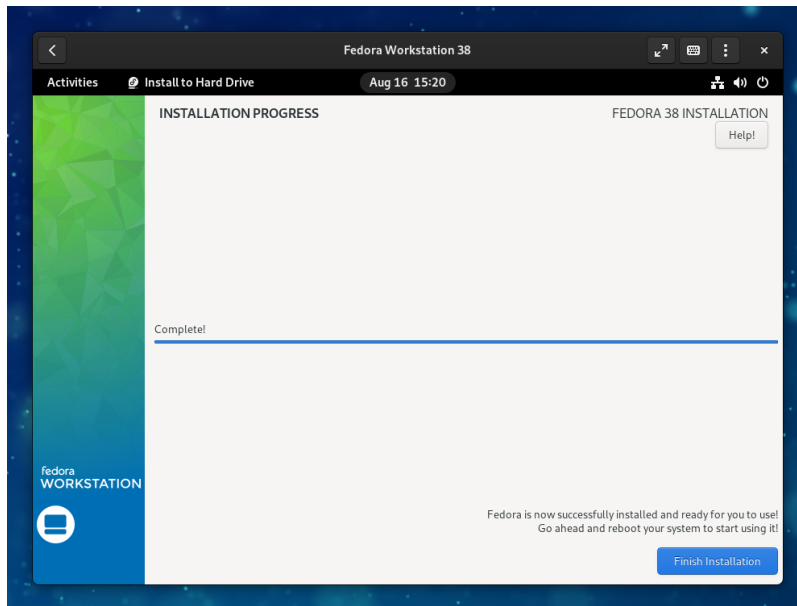 Fedora Workstation 38
Activities
Install to Hard Drive
Aug 16 15:20
INSTALLATION PROGRESS
FEDORA 38 INSTALLATION
Help!
Complete!
fedora
WORKSTATION
Fedora is now successfully installed and ready for you to use!
Go ahead and reboot your system to start using it!
Finish Installation